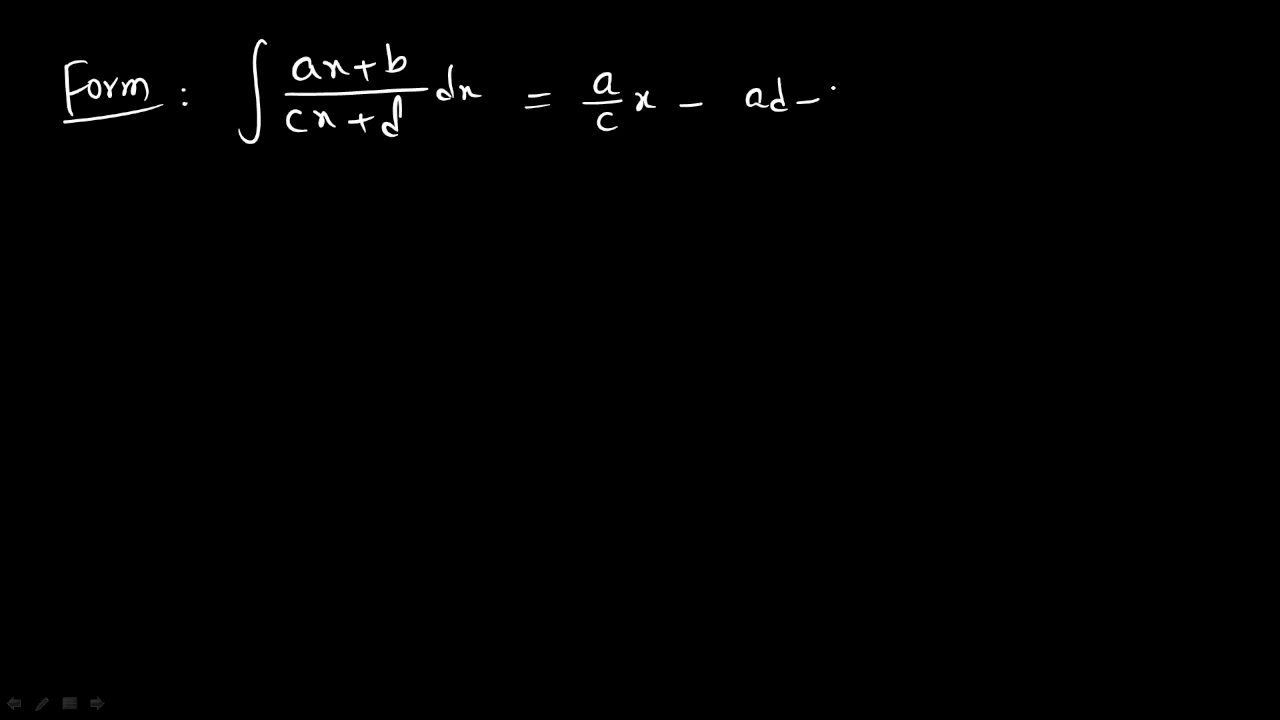 Form : ∫ (ax+b)/(cx+d) dx = a/c x - ad -